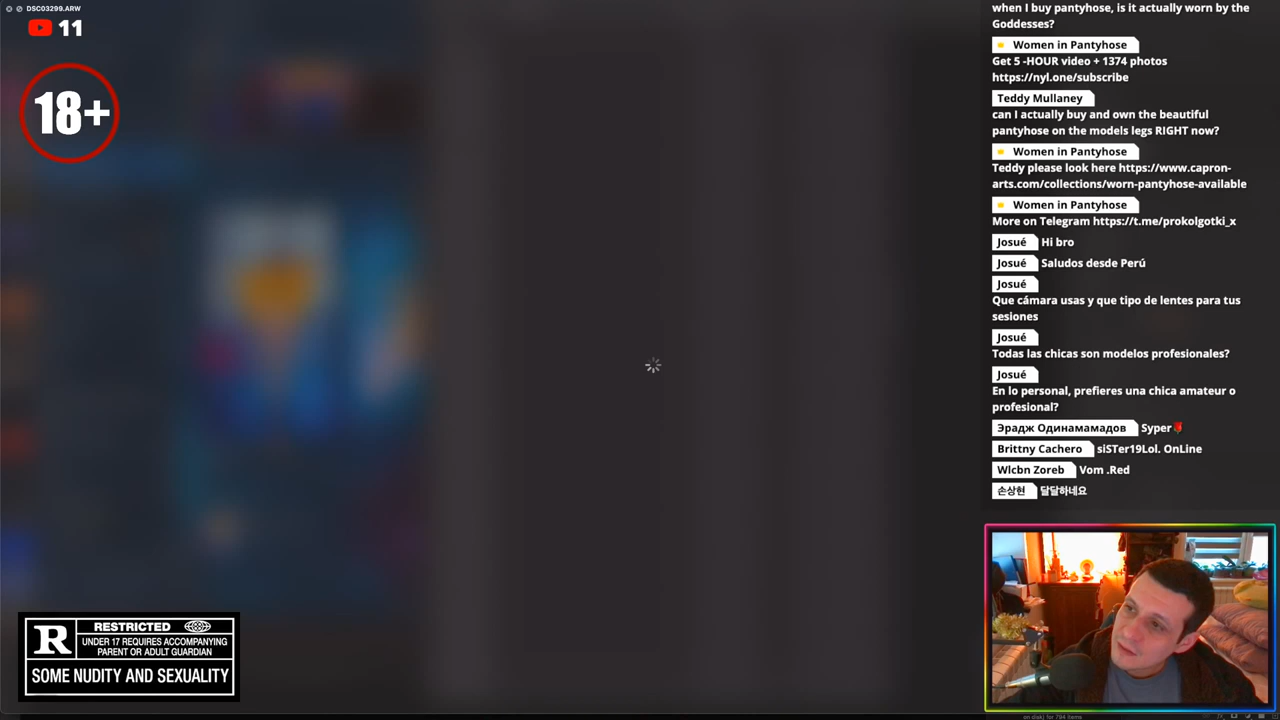 DSC03299.ARW
11
18+
when I buy pantyhose, is it actually worn by the
Goddesses?
Women in Pantyhose
Get 5 -HOUR video + 1374 photos
https://nyl.one/subscribe
Teddy Mullaney
can I actually buy and own the beautiful
pantyhose on the models legs RIGHT now?
Women in Pantyhose
Teddy please look here https://www.capron-
arts.com/collections/worn-pantyhose-available
Women in Pantyhose
More on Telegram https://t.me/prokolgotki_x
Josué Hi bro
Josué Saludos desde Perú
Josué
Que cámara usas y que tipo de lentes para tus
sesiones
Josué
Todas las chicas son modelos profesionales?
Josué
En lo personal, prefieres una chica amateur o
profesional?
Эрадж Одинамамадов Syper
Brittny Cachero siSTer19Lol. OnLine
Wlcbn Zoreb Vom .Red
손상현 달달하네요
R RESTRICTED
UNDER 17 REQUIRES ACCOMPANYING
PARENT OR ADULT GUARDIAN
SOME NUDITY AND SEXUALITY
on disk) for 794 items